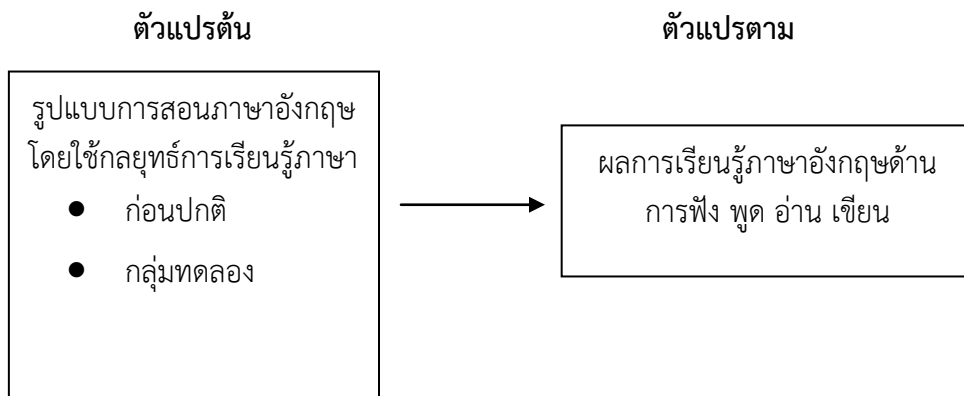 ตัวแปรต้น
ตัวแปรตาม
รูปแบบการสอนภาษาอังกฤษ
โดยใช้กลยุทธ์การเรียนรู้ภาษา
● ก่อนปกติ
● กลุ่มทดลอง
ผลการเรียนรู้ภาษาอังกฤษด้าน
การฟัง พูด อ่าน เขียน